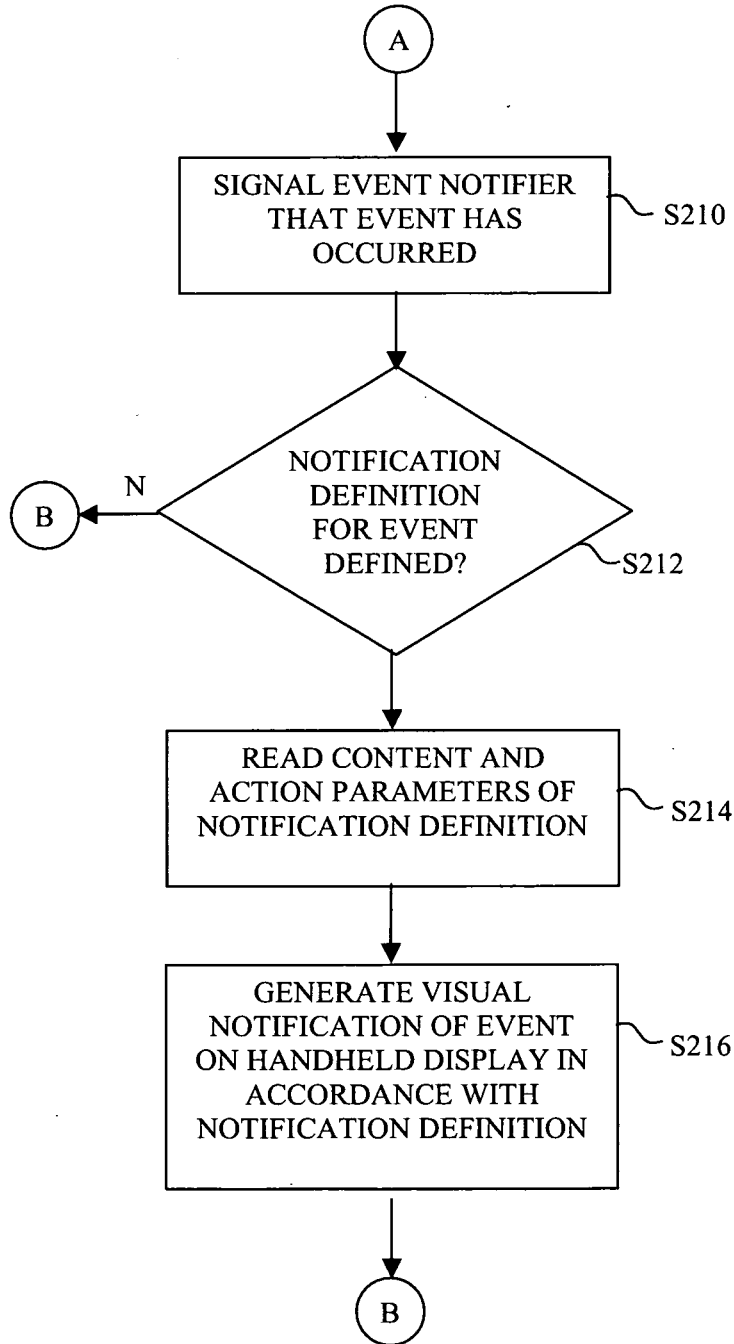 A
SIGNAL EVENT NOTIFIER
THAT EVENT HAS
OCCURRED
S210
NOTIFICATION
DEFINITION
FOR EVENT
DEFINED?
N
B
S212
READ CONTENT AND
ACTION PARAMETERS OF
NOTIFICATION DEFINITION
S214
GENERATE VISUAL
NOTIFICATION OF EVENT
ON HANDHELD DISPLAY IN
ACCORDANCE WITH
NOTIFICATION DEFINITION
S216
B